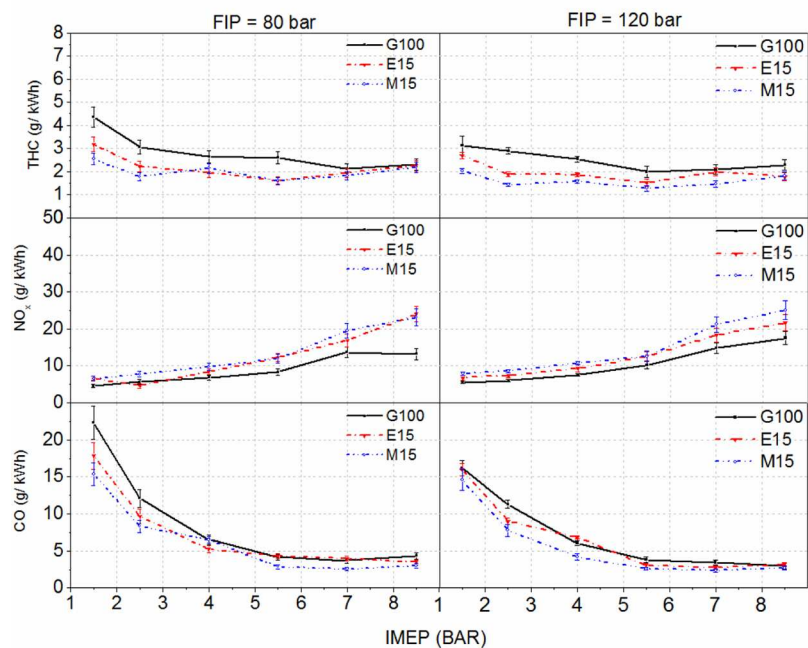 FIP = 80 bar
FIP = 120 bar
THC (g/ kWh)
8
7
6
5
4
3
2
1
G100
E15
M15
G100
E15
M15
NOx (g/ kWh)
50
40
30
20
10
0
G100
E15
M15
G100
E15
M15
CO (g/ kWh)
20
15
10
5
0
G100
E15
M15
G100
E15
M15
1 2 3 4 5 6 7 8 1 2 3 4 5 6 7 8
IMEP (BAR)